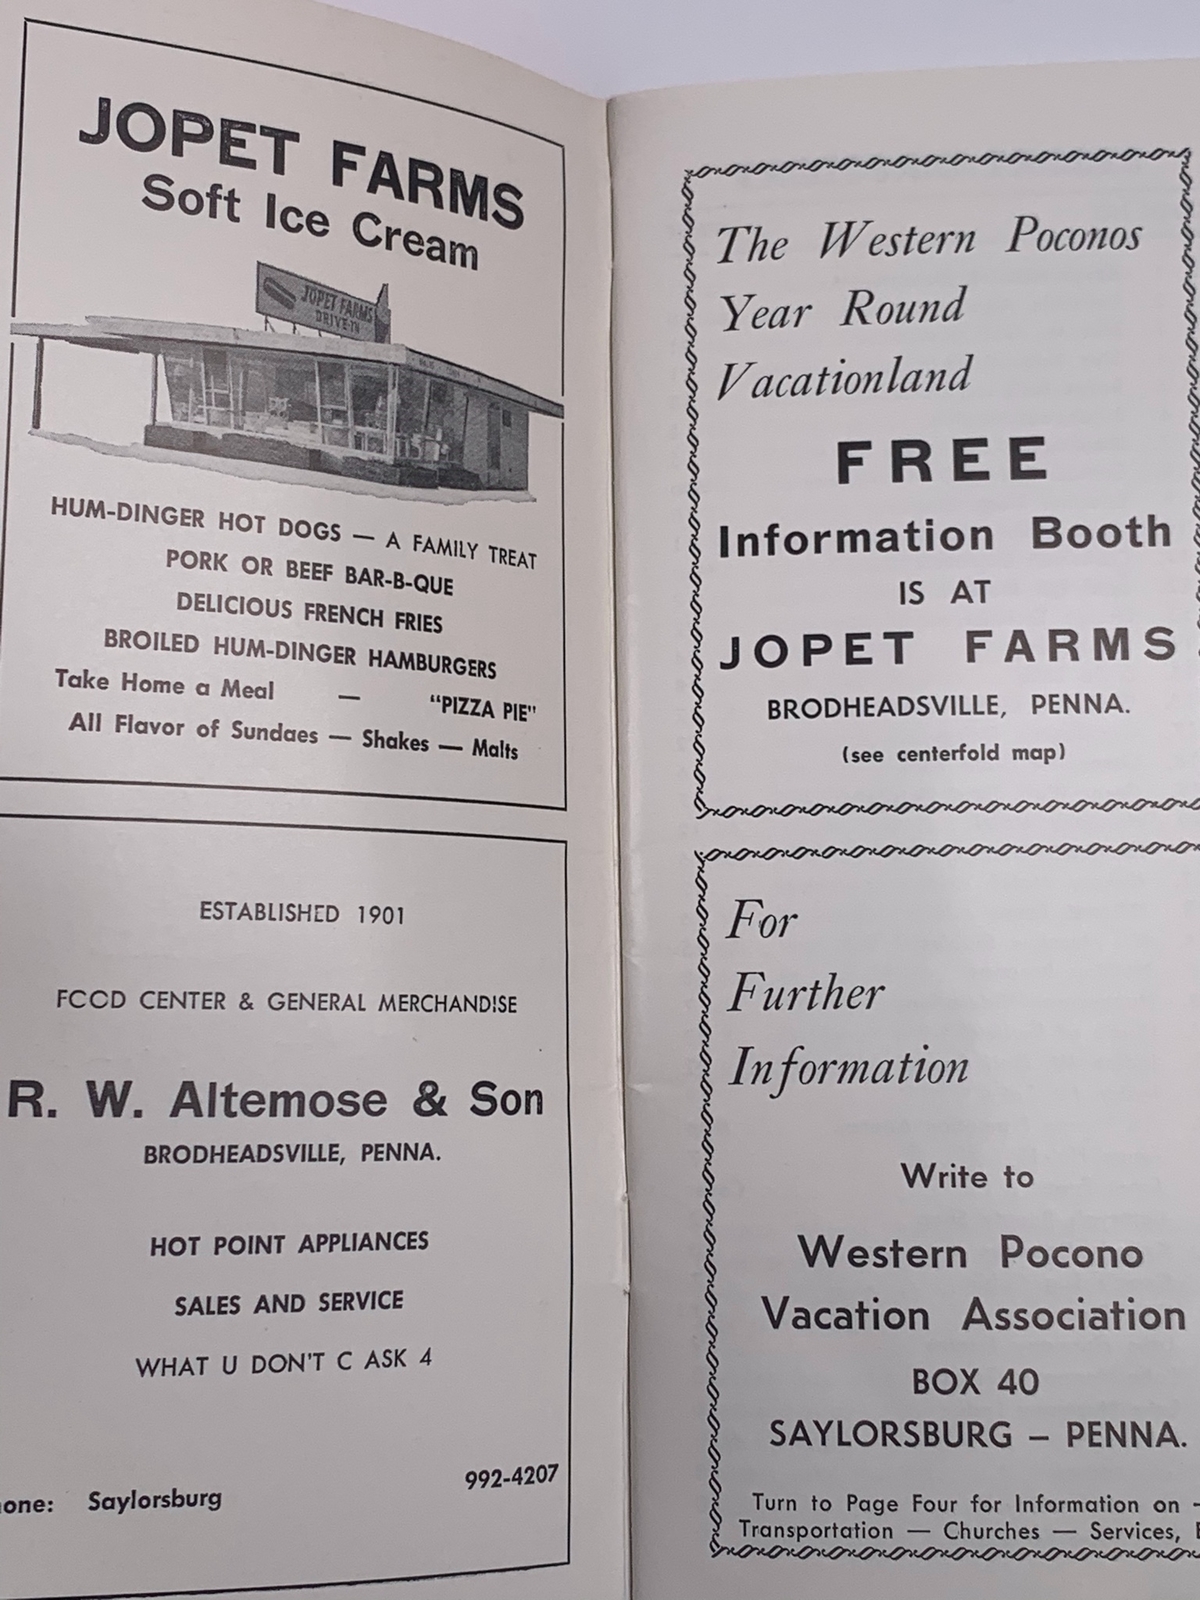 JOPET FARMS
Soft Ice Cream
JOPET FARMS
DRIVE-IN
HUM-DINGER HOT DOGS — A FAMILY TREAT
PORK OR BEEF BAR-B-QUE
DELICIOUS FRENCH FRIES
BROILED HUM-DINGER HAMBURGERS
Take Home a Meal — "PIZZA PIE"
All Flavor of Sundaes — Shakes — Malts
ESTABLISHED 1901
FOOD CENTER & GENERAL MERCHANDISE
R. W. Altemose & Son
BRODHEADSVILLE, PENNA.
HOT POINT APPLIANCES
SALES AND SERVICE
WHAT U DON'T C ASK 4
one: Saylorsburg 992-4207
The Western Poconos
Year Round
Vacationland
FREE
Information Booth
IS AT
JOPET FARMS
BRODHEADSVILLE, PENNA.
(see centerfold map)
For
Further
Information
Write to
Western Pocono
Vacation Association
BOX 40
SAYLORSBURG – PENNA.
Turn to Page Four for Information on -
Transportation — Churches — Services,